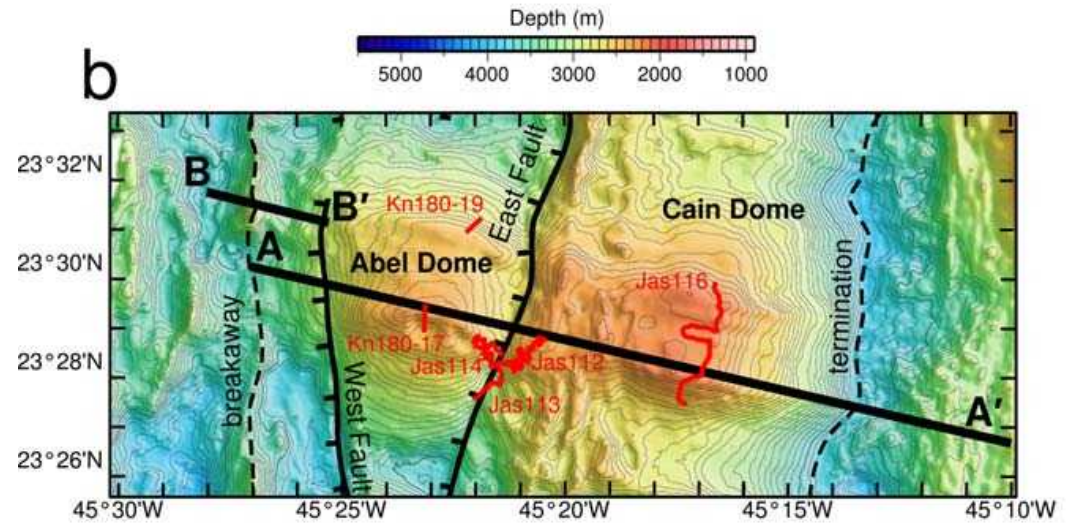 Depth (m)
5000 4000 3000 2000 1000
b
23°32'N
23°30'N
23°28'N
23°26'N
B
B′
A
Kn180-19
East Fault
Cain Dome
Abel Dome
Jas116
termination
breakaway
Kn180-17
Jas114
Jas112
Jas113
West Fault
A′
45°30'W 45°25'W 45°20'W 45°15'W 45°10'W